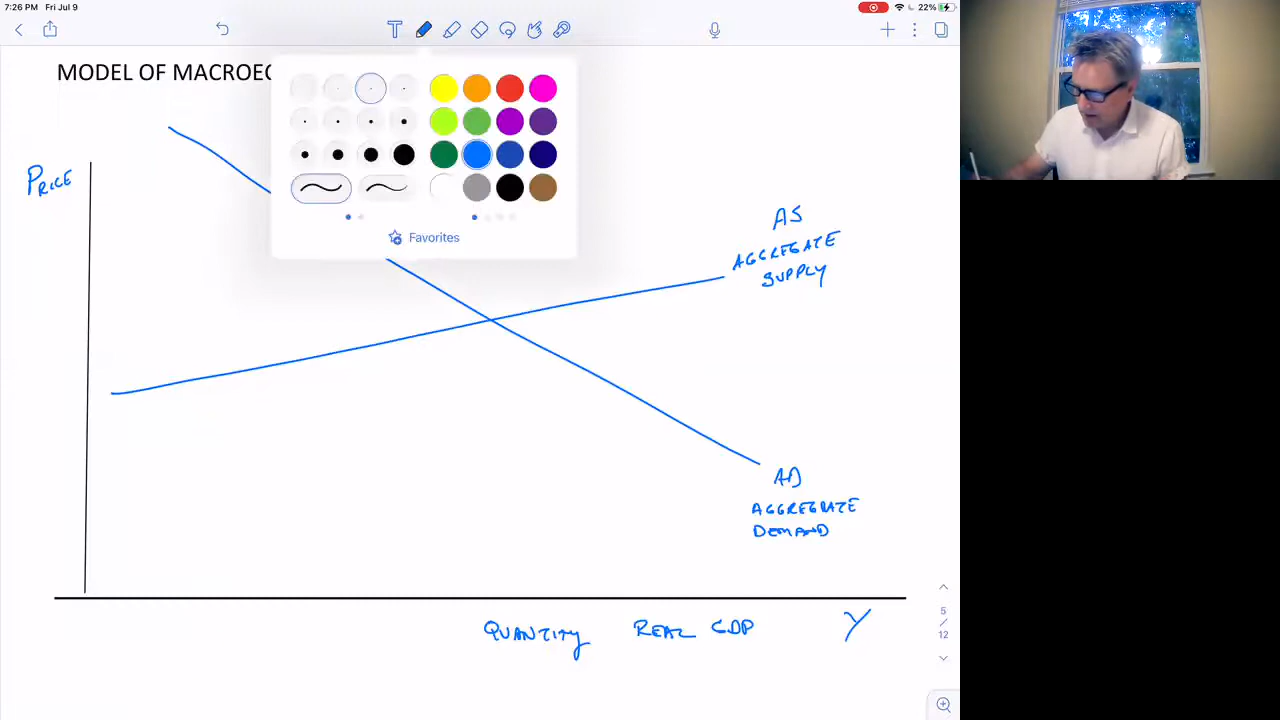 7:26 PM Fri Jul 9
22%
MODEL OF MACROEC
PRICE
Favorites
AS
AGGREGATE
SUPPLY
AD
AGGREGATE
DEMAND
QUANTITY REAL GDP Y
5
/
12